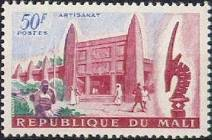 ARTISANAT
50F
POSTES
REPUBLIQUE DU MALI